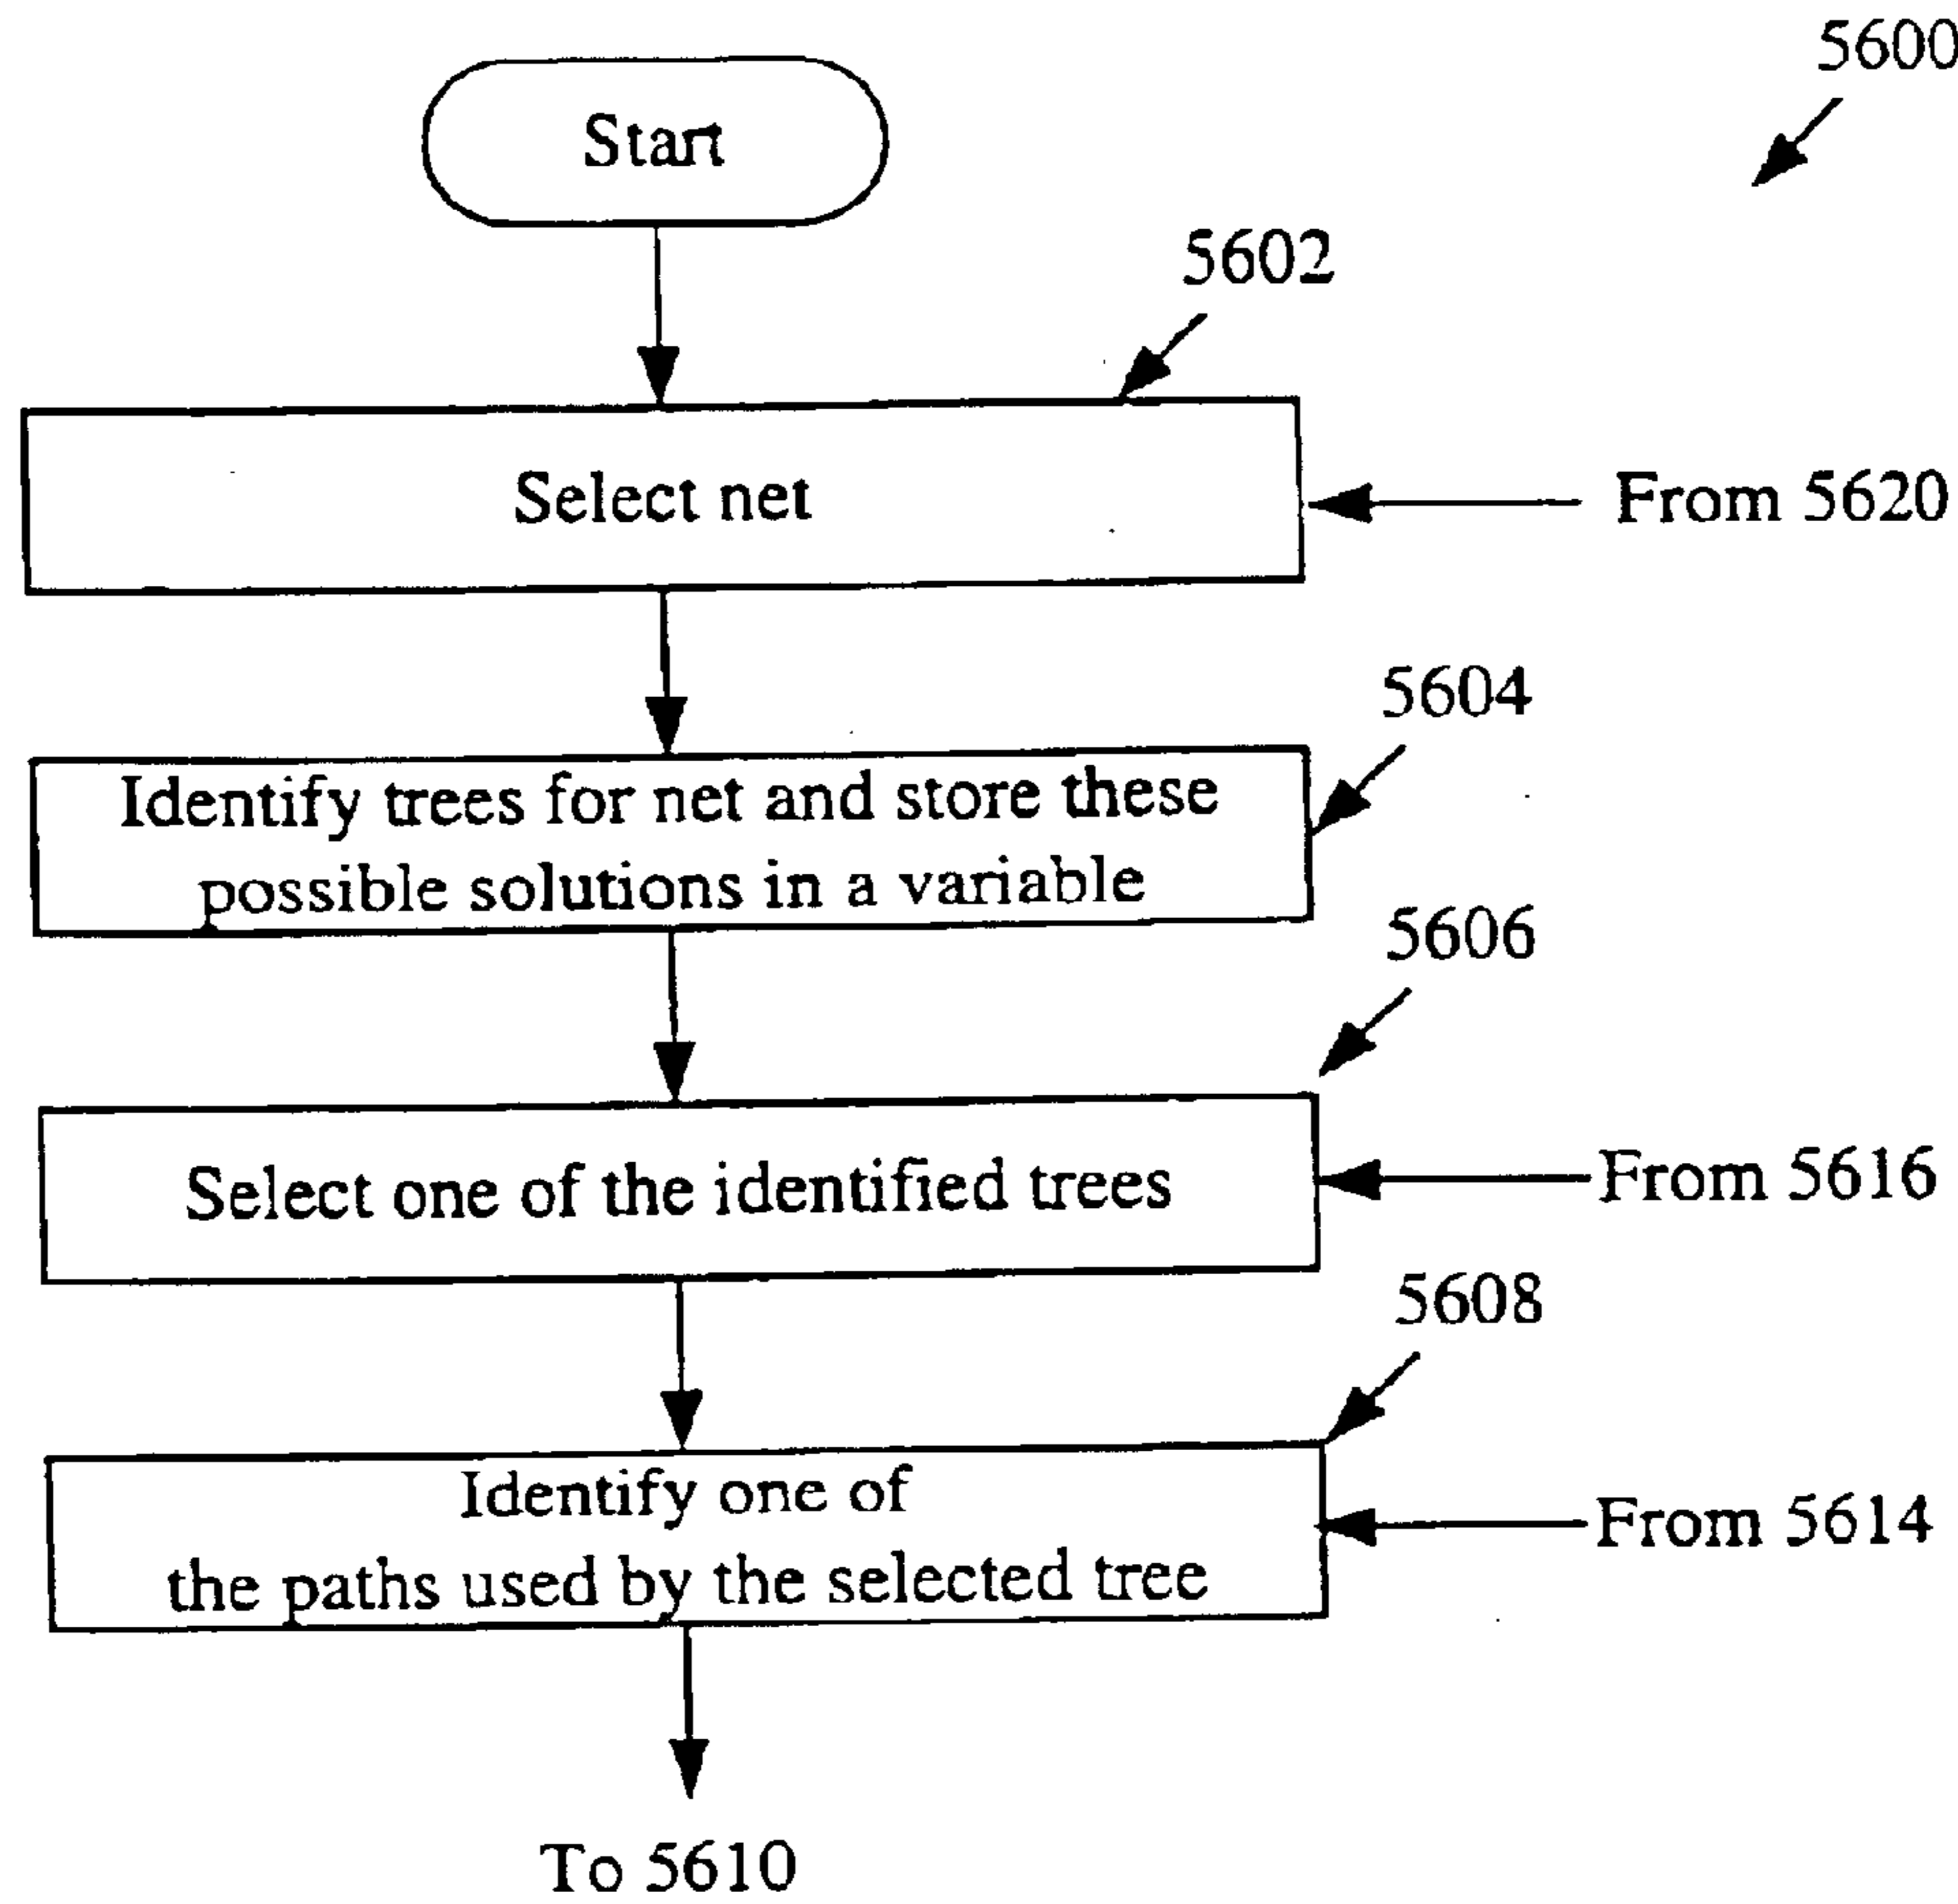 5600
Start
5602
Select net
From 5620
5604
Identify trees for net and store these
possible solutions in a variable
5606
Select one of the identified trees
From 5616
5608
Identify one of
the paths used by the selected tree
From 5614
To 5610